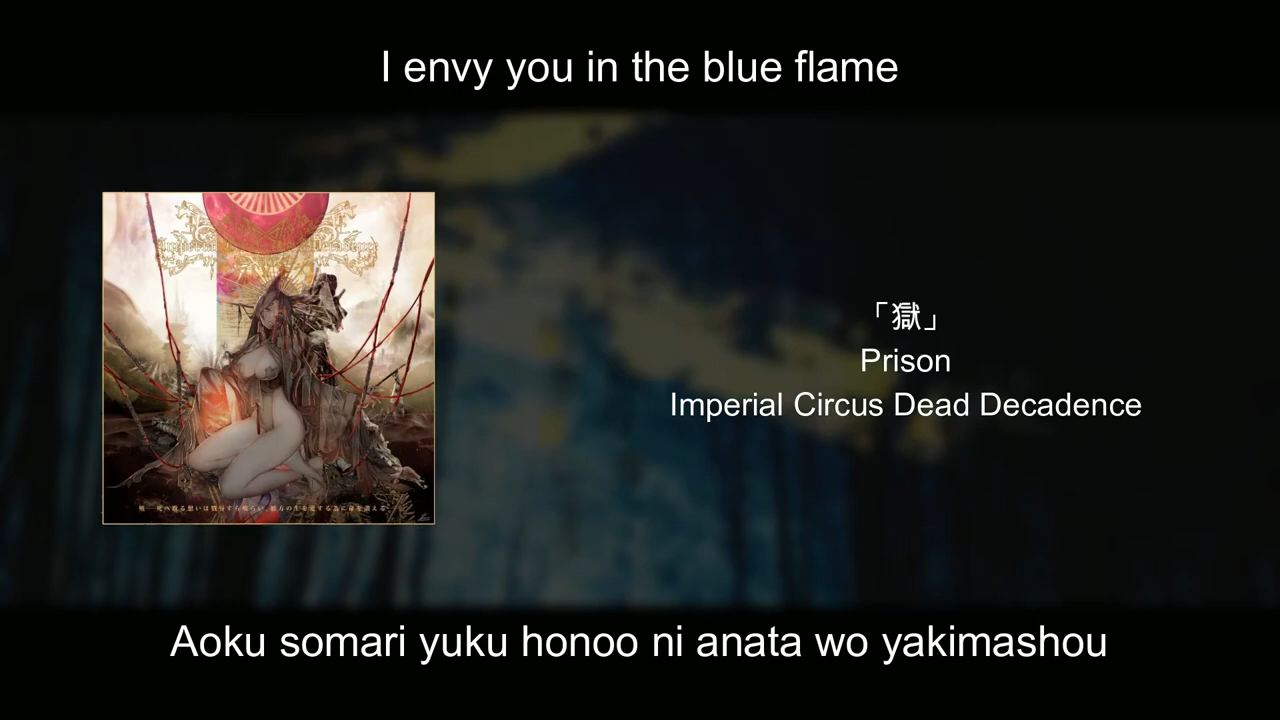 I envy you in the blue flame
「獄」
Prison
Imperial Circus Dead Decadence
Aoku somari yuku honoo ni anata wo yakimashou